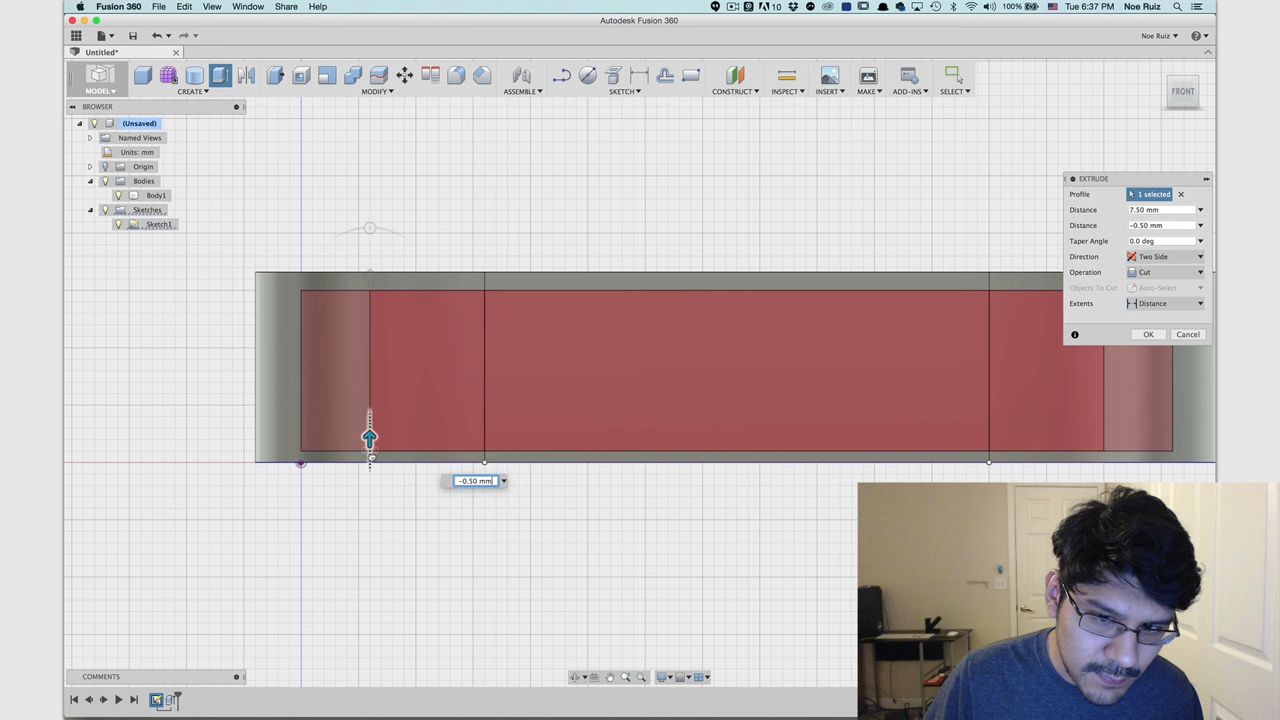 Fusion 360 File Edit View Window Share Help 10 100% Tue 6:37 PM Noe Ruiz
Autodesk Fusion 360
Noe Ruiz
Untitled*
MODEL CREATE MODIFY ASSEMBLE SKETCH CONSTRUCT INSPECT INSERT MAKE ADD-INS SELECT
BROWSER
(Unsaved)
Named Views
Units: mm
Origin
Bodies
Body1
Sketches
Sketch1
FRONT
EXTRUDE
Profile 1 selected
Distance 7.50 mm
Distance -0.50 mm
Taper Angle 0.0 deg
Direction Two Side
Operation Cut
Objects To Cut Auto-Select
Extents Distance
OK Cancel
-0.50 mm
COMMENTS